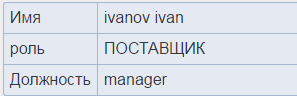 Имя ivanov ivan
роль ПОСТАВЩИК
Должность manager